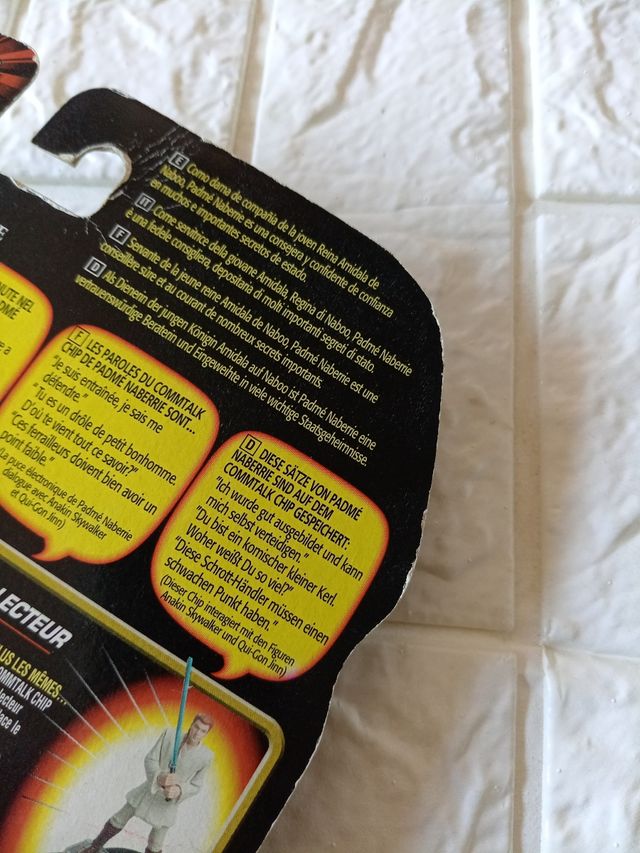 E Como dama de compañía de la joven Reina Amidala de
Naboo, Padmé Naberrie es una consejera y confidente de confianza
en muchos e importantes secretos de estado.
IT Come servitrice della giovane Amidala, Regina di Naboo, Padmé Naberrie
è una fedele consigliera, depositaria di molti importanti segreti di stato.
F Servante de la jeune reine Amidala de Naboo, Padmé Naberrie est une
conseillère sûre et au courant de nombreux secrets importants.
D Als Dienerin der jungen Königin Amidala auf Naboo ist Padmé Naberrie eine
vertrauenswürdige Beraterin und Eingeweihte in viele wichtige Staatsgeheimnisse.
F LES PAROLES DU COMMTALK
CHIP DE PADMÉ NABERRIE SONT...
"Je suis entraînée, je sais me
défendre."
"Tu es un drôle de petit bonhomme.
D'où te vient tout ce savoir?"
"Ces ferrailleurs doivent bien avoir un
point faible."
(La puce électronique de Padmé Naberrie
dialogue avec Anakin Skywalker
et Qui-Gon Jinn)
D DIESE SÄTZE VON PADMÉ
NABERRIE SIND AUF DEM
COMMTALK CHIP GESPEICHERT:
"Ich wurde gut ausgebildet und kann
mich selbst verteidigen."
"Du bist ein komischer kleiner Kerl.
Woher weißt Du so viel?"
"Diese Schrott-Händler müssen einen
schwachen Punkt haben."
(Dieser Chip interagiert mit den Figuren
Anakin Skywalker und Qui-Gon Jinn)
LECTEUR
LUS LES MÊMES...
OMMTALK CHIP
lecteur
lace le